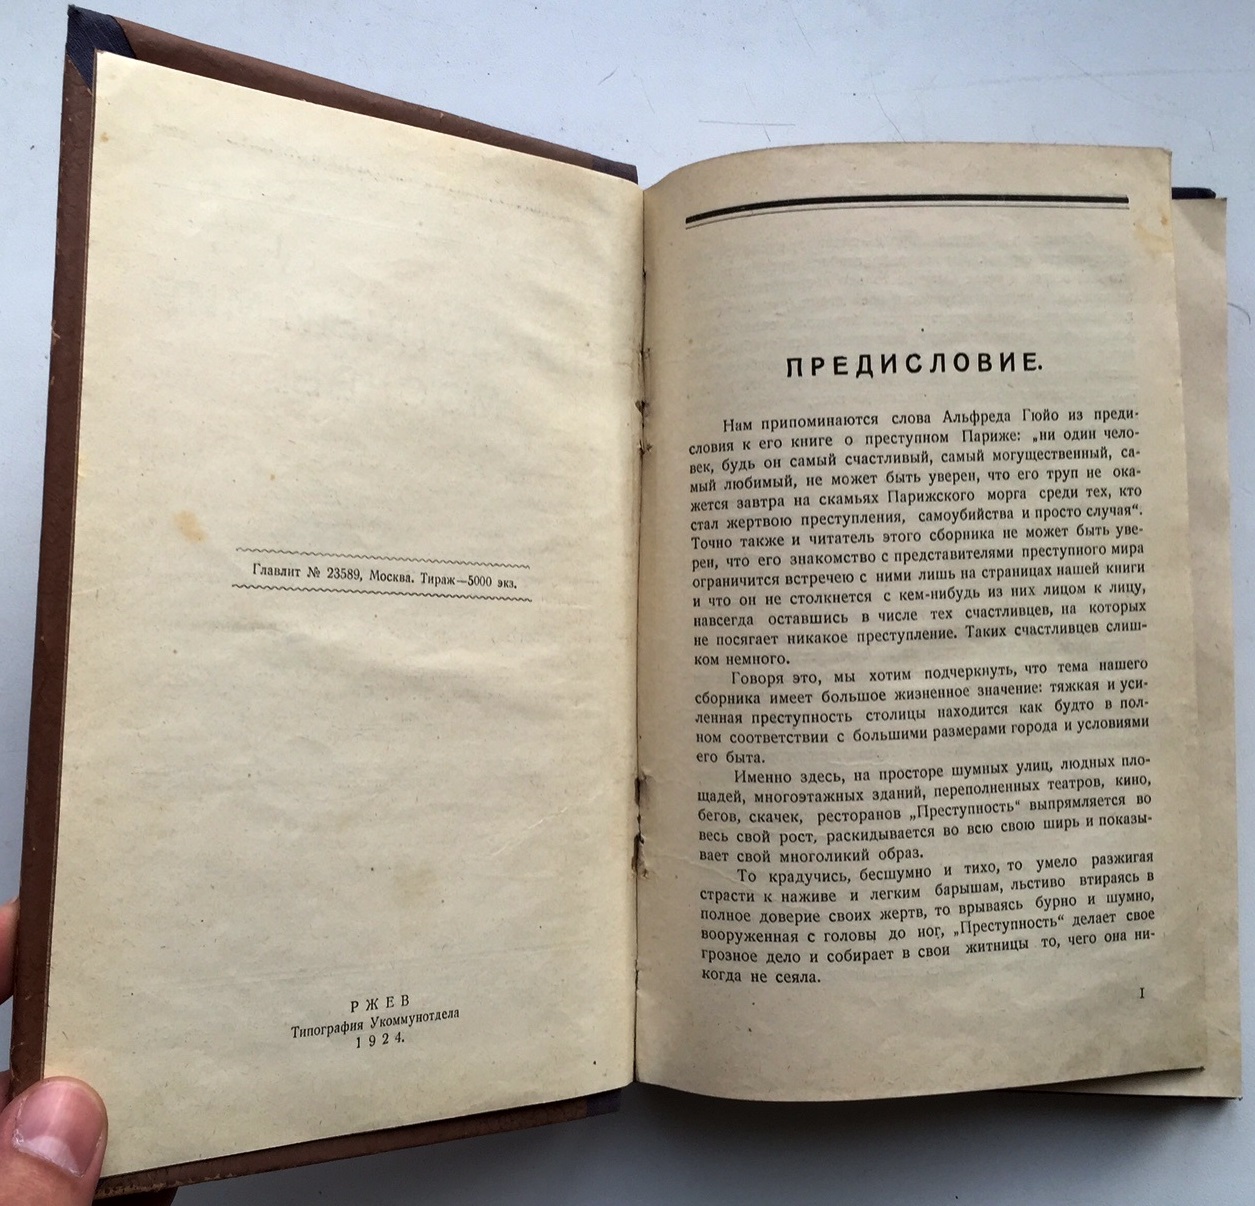 Главлит № 23589, Москва. Тираж—5000 экз.
РЖЕВ
Типография Укоммунотдела
1924.
ПРЕДИСЛОВИЕ.
Нам припоминаются слова Альфреда Гюйо из преди-
словия к его книге о преступном Париже: „ни один чело-
век, будь он самый счастливый, самый могущественный, са-
мый любимый, не может быть уверен, что его труп не ока-
жется завтра на скамьях Парижского морга среди тех, кто
стал жертвою преступления, самоубийства и просто случая“.
Точно также и читатель этого сборника не может быть уве-
рен, что его знакомство с представителями преступного мира
ограничится встречею с ними лишь на страницах нашей книги
и что он не столкнется с кем-нибудь из них лицом к лицу,
навсегда оставшись в числе тех счастливцев, на которых
не посягает никакое преступление. Таких счастливцев слиш-
ком немного.
Говоря это, мы хотим подчеркнуть, что тема нашего
сборника имеет большое жизненное значение: тяжкая и уси-
ленная преступность столицы находится как будто в пол-
ном соответствии с большими размерами города и условиями
его быта.
Именно здесь, на просторе шумных улиц, людных пло-
щадей, многоэтажных зданий, переполненных театров, кино,
бегов, скачек, ресторанов „Преступность“ выпрямляется во
весь свой рост, раскидывается во всю свою ширь и показы-
вает свой многоликий образ.
То крадучись, бесшумно и тихо, то умело разжигая
страсти к наживе и легким барышам, льстиво втираясь в
полное доверие своих жертв, то врываясь бурно и шумно,
вооруженная с головы до ног, „Преступность“ делает свое
грозное дело и собирает в свои житницы то, чего она ни-
когда не сеяла.
I